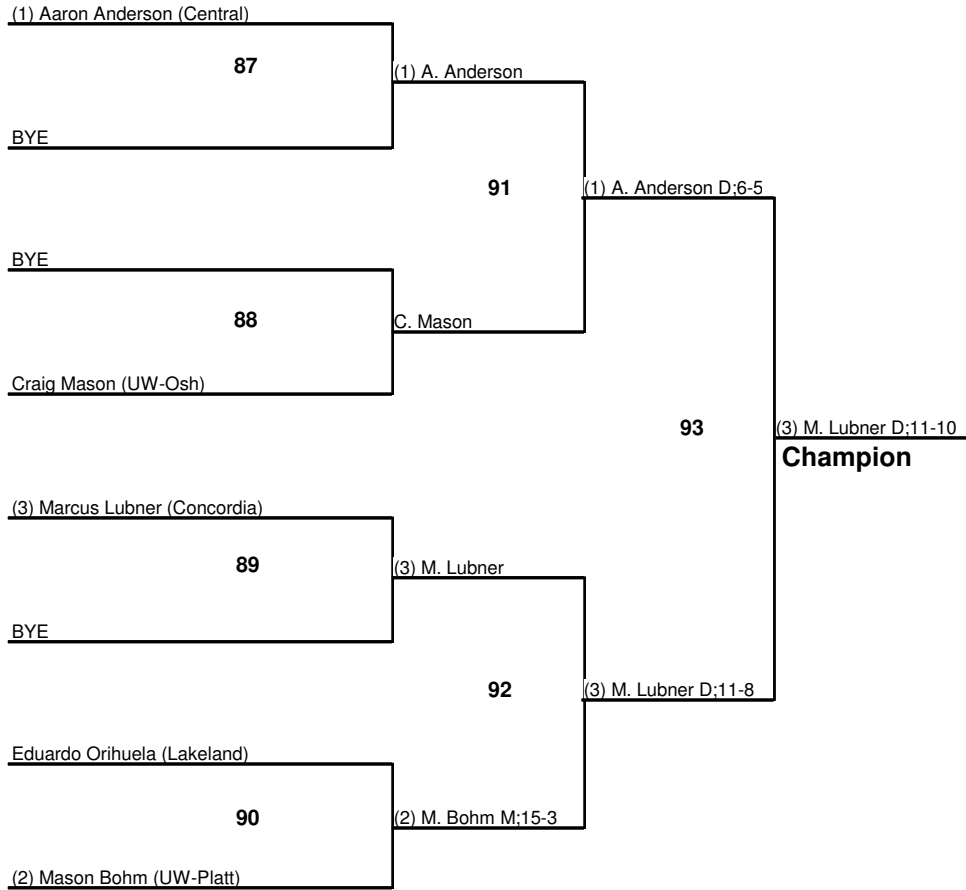 (1) Aaron Anderson (Central)
87
(1) A. Anderson
BYE
91
(1) A. Anderson D;6-5
BYE
88
C. Mason
Craig Mason (UW-Osh)
93
(3) M. Lubner D;11-10
Champion
(3) Marcus Lubner (Concordia)
89
(3) M. Lubner
BYE
92
(3) M. Lubner D;11-8
Eduardo Orihuela (Lakeland)
90
(2) M. Bohm M;15-3
(2) Mason Bohm (UW-Platt)